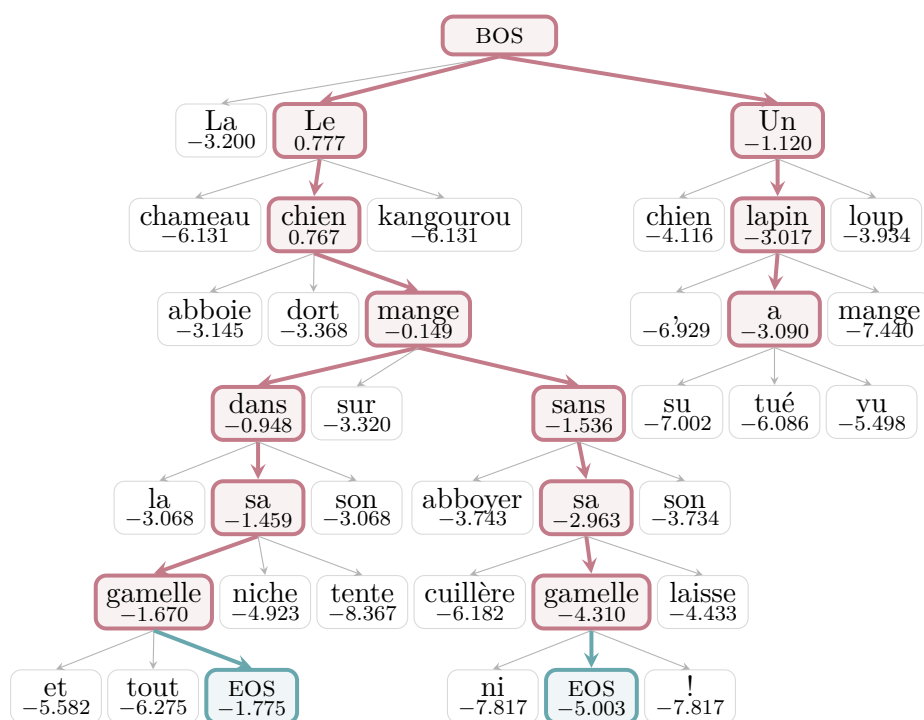 BOS
La Le Un
−3.200 0.777 −1.120
chameau chien kangourou chien lapin loup
−6.131 0.767 −6.131 −4.116 −3.017 −3.934
abboie dort mange , a mange
−3.145 −3.368 −0.149 −6.929 −3.090 −7.440
dans sur sans su tué vu
−0.948 −3.320 −1.536 −7.002 −6.086 −5.498
la sa son abboyer sa son
−3.068 −1.459 −3.068 −3.743 −2.963 −3.734
gamelle niche tente cuillère gamelle laisse
−1.670 −4.923 −8.367 −6.182 −4.310 −4.433
et tout EOS ni EOS !
−5.582 −6.275 −1.775 −7.817 −5.003 −7.817